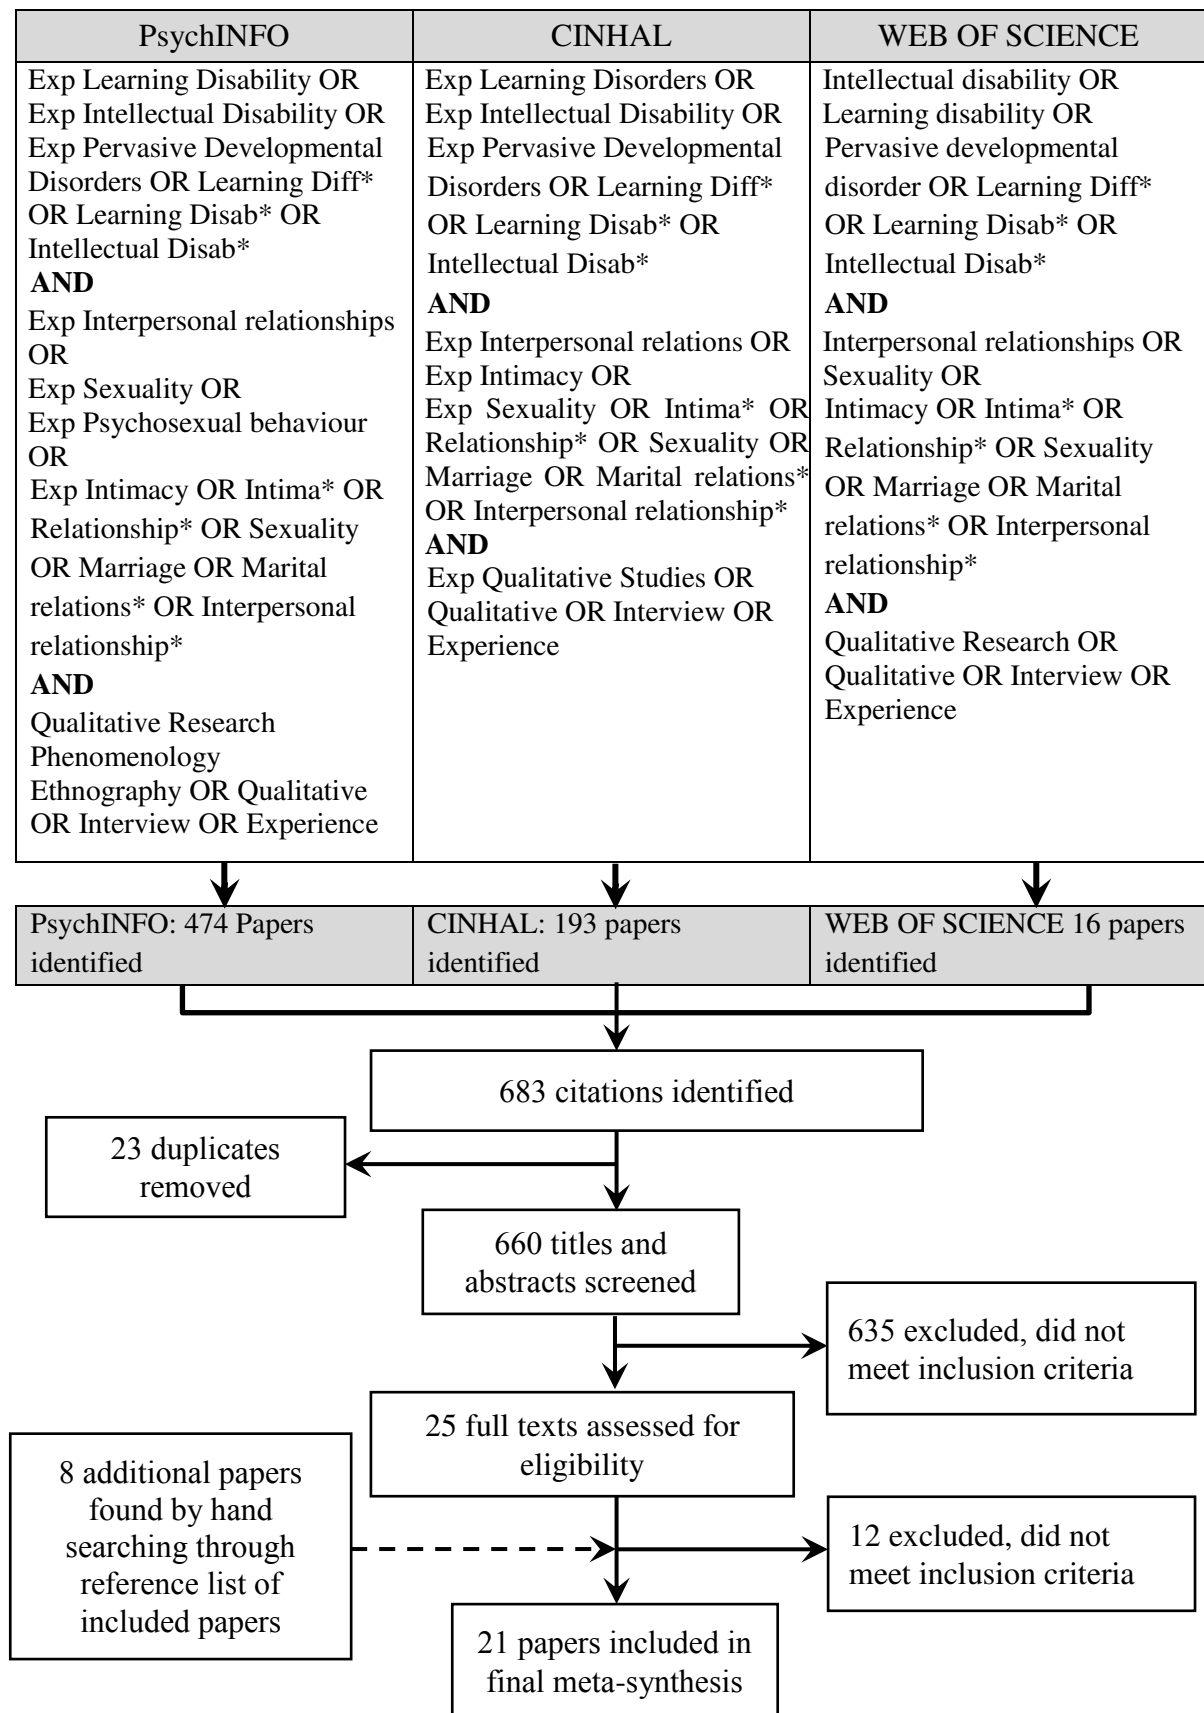 PsychINFO
Exp Learning Disability OR
Exp Intellectual Disability OR
Exp Pervasive Developmental
Disorders OR Learning Diff*
OR Learning Disab* OR
Intellectual Disab*
AND
Exp Interpersonal relationships
OR
Exp Sexuality OR
Exp Psychosexual behaviour
OR
Exp Intimacy OR Intima* OR
Relationship* OR Sexuality
OR Marriage OR Marital
relations* OR Interpersonal
relationship*
AND
Qualitative Research
Phenomenology
Ethnography OR Qualitative
OR Interview OR Experience
CINHAL
Exp Learning Disorders OR
Exp Intellectual Disability OR
Exp Pervasive Developmental
Disorders OR Learning Diff*
OR Learning Disab* OR
Intellectual Disab*
AND
Exp Interpersonal relations OR
Exp Intimacy OR
Exp Sexuality OR Intima* OR
Relationship* OR Sexuality OR
Marriage OR Marital relations*
OR Interpersonal relationship*
AND
Exp Qualitative Studies OR
Qualitative OR Interview OR
Experience
WEB OF SCIENCE
Intellectual disability OR
Learning disability OR
Pervasive developmental
disorder OR Learning Diff*
OR Learning Disab* OR
Intellectual Disab*
AND
Interpersonal relationships OR
Sexuality OR
Intimacy OR Intima* OR
Relationship* OR Sexuality
OR Marriage OR Marital
relations* OR Interpersonal
relationship*
AND
Qualitative Research OR
Qualitative OR Interview OR
Experience
PsychINFO: 474 Papers
identified
CINHAL: 193 papers
identified
WEB OF SCIENCE 16 papers
identified
683 citations identified
23 duplicates
removed
660 titles and
abstracts screened
635 excluded, did not
meet inclusion criteria
25 full texts assessed for
eligibility
8 additional papers
found by hand
searching through
reference list of
included papers
12 excluded, did not
meet inclusion criteria
21 papers included in
final meta-synthesis